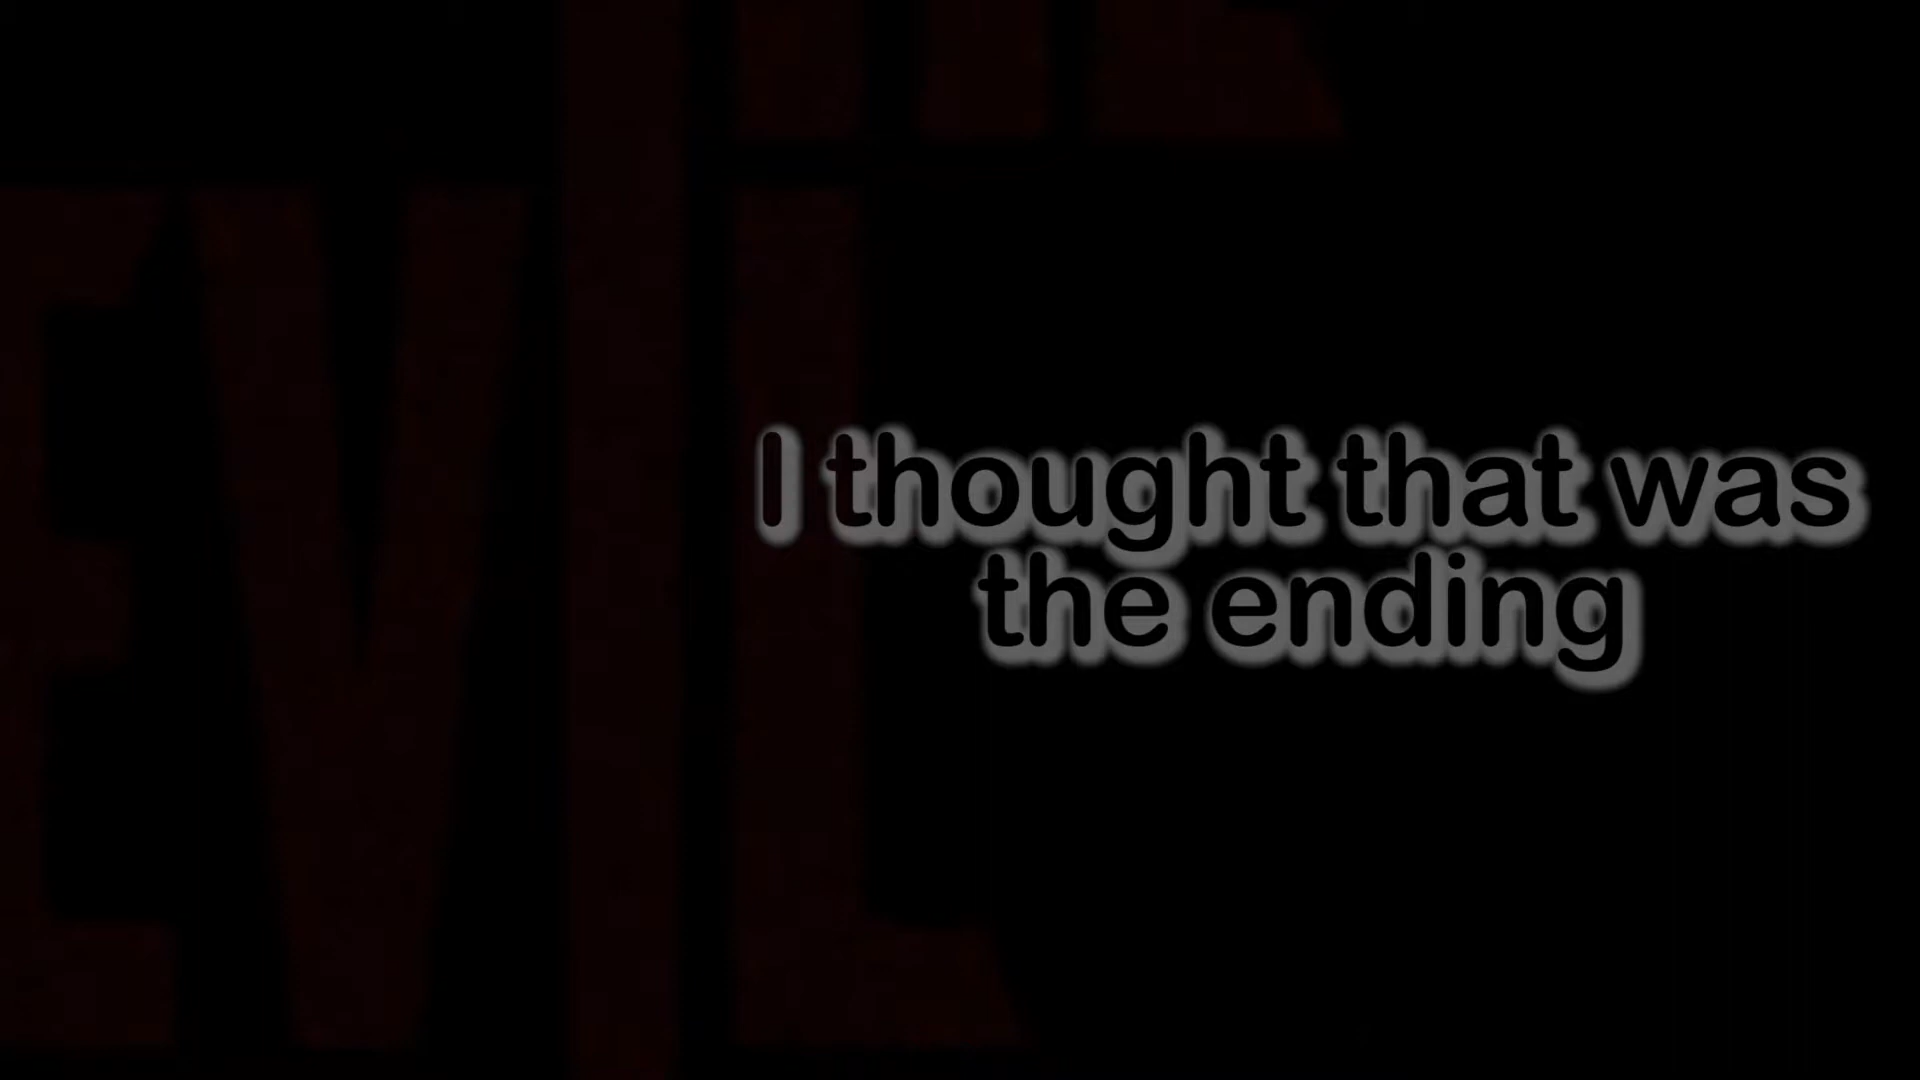 EVIL
I thought that was
the ending